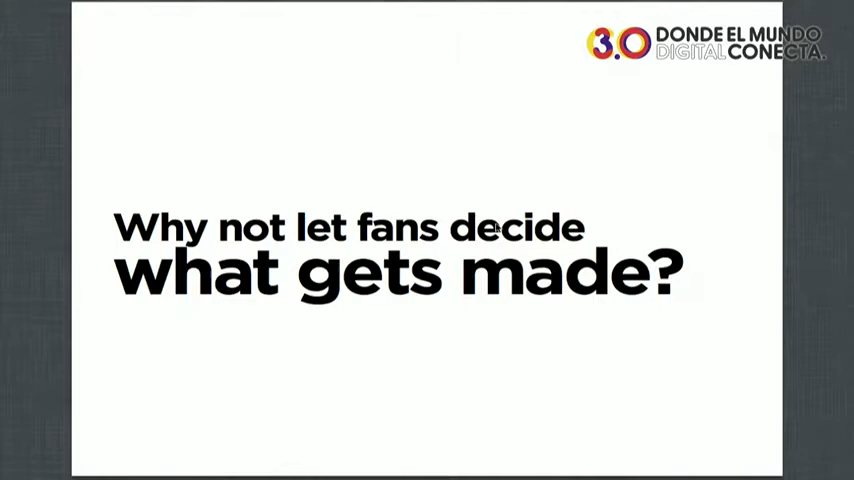 3.0 DONDE EL MUNDO
DIGITAL CONECTA.
Why not let fans decide
what gets made?